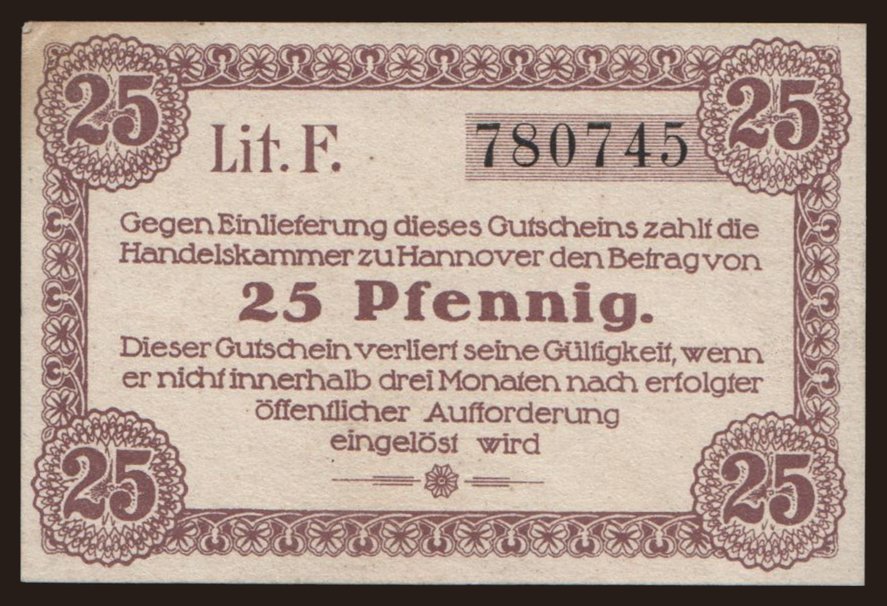 25 25
Lit. F. 780745
Gegen Einlieferung dieses Gutscheins zahlt die
Handelskammer zu Hannover den Betrag von
25 Pfennig.
Dieser Gutschein verliert seine Gültigkeit, wenn
er nicht innerhalb drei Monaten nach erfolgter
öffentlicher Aufforderung
eingelöst wird
25 25